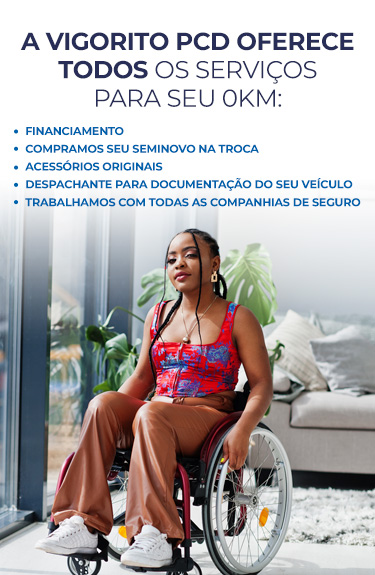 A VIGORITO PCD OFERECE
TODOS OS SERVIÇOS
PARA SEU 0KM:
• FINANCIAMENTO
• COMPRAMOS SEU SEMINOVO NA TROCA
• ACESSÓRIOS ORIGINAIS
• DESPACHANTE PARA DOCUMENTAÇÃO DO SEU VEÍCULO
• TRABALHAMOS COM TODAS AS COMPANHIAS DE SEGURO